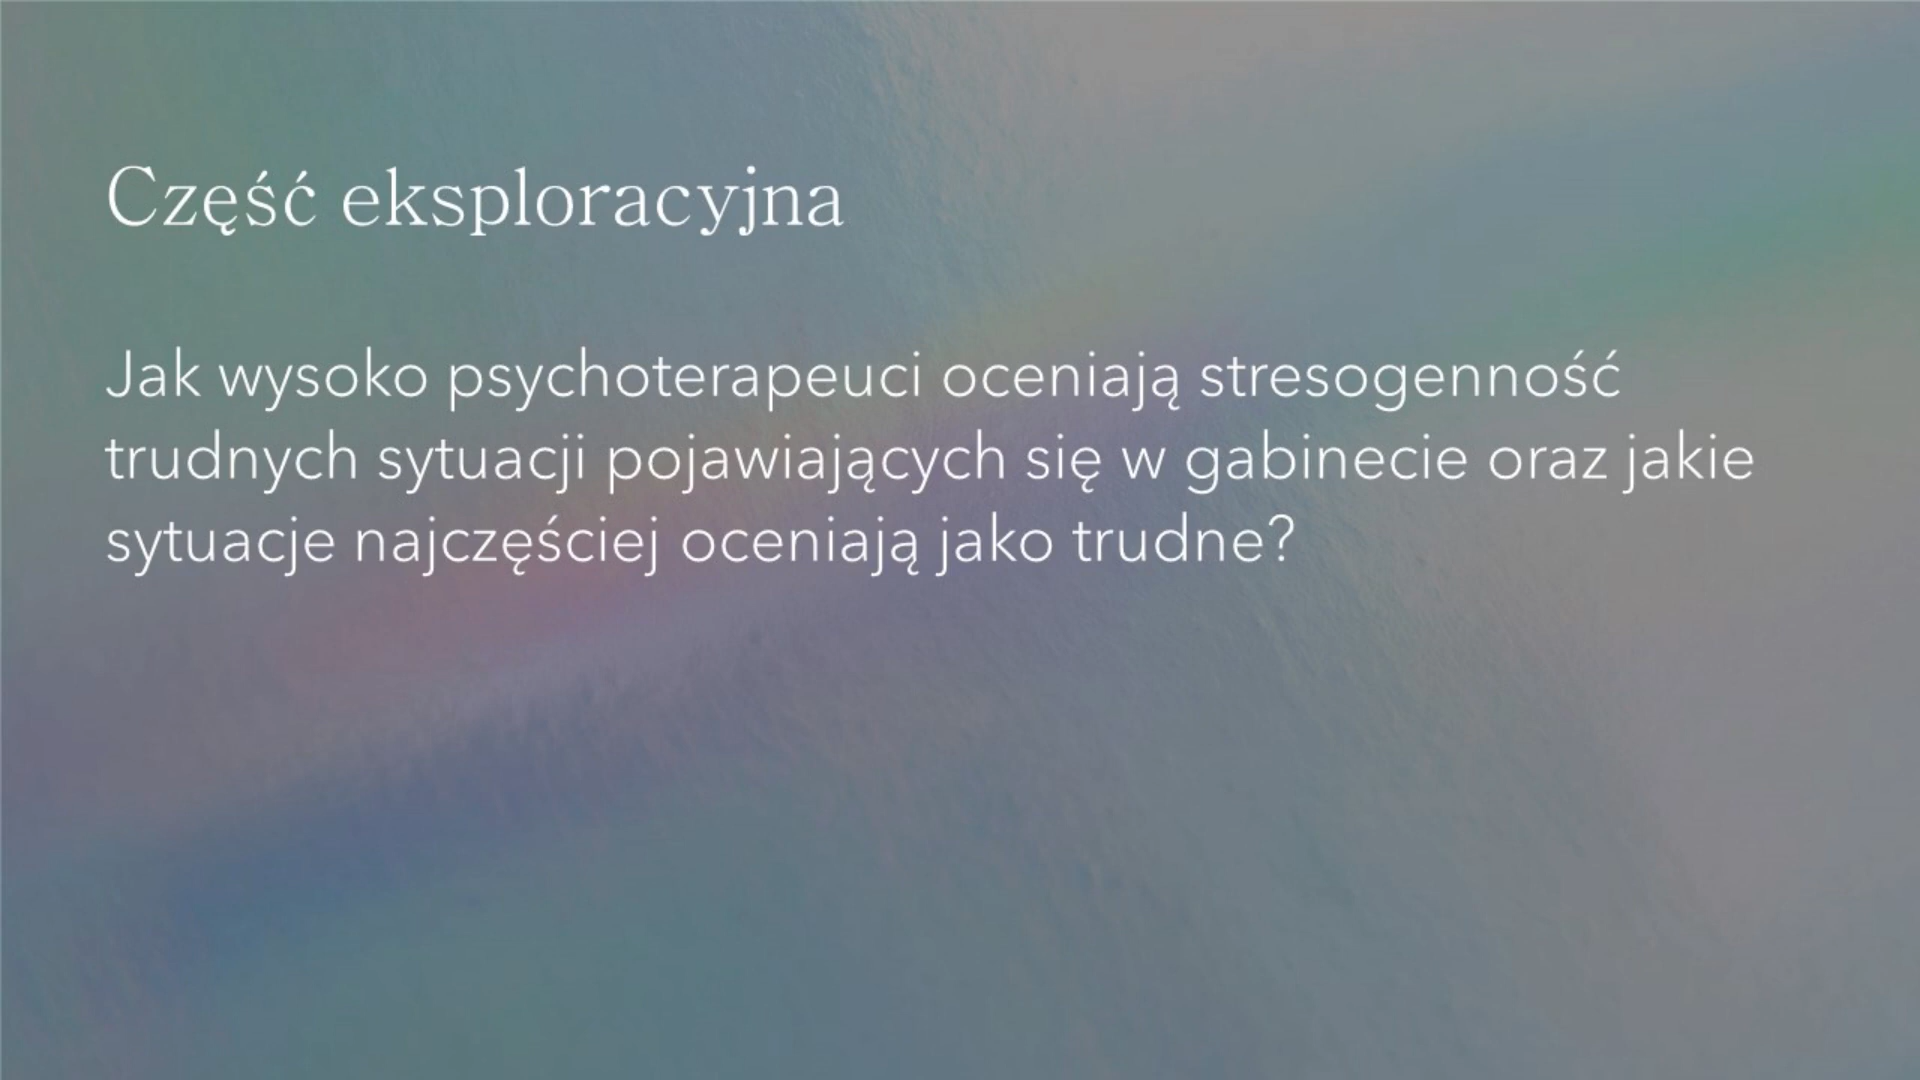 Część eksploracyjna
Jak wysoko psychoterapeuci oceniają stresogenność
trudnych sytuacji pojawiających się w gabinecie oraz jakie
sytuacje najczęściej oceniają jako trudne?